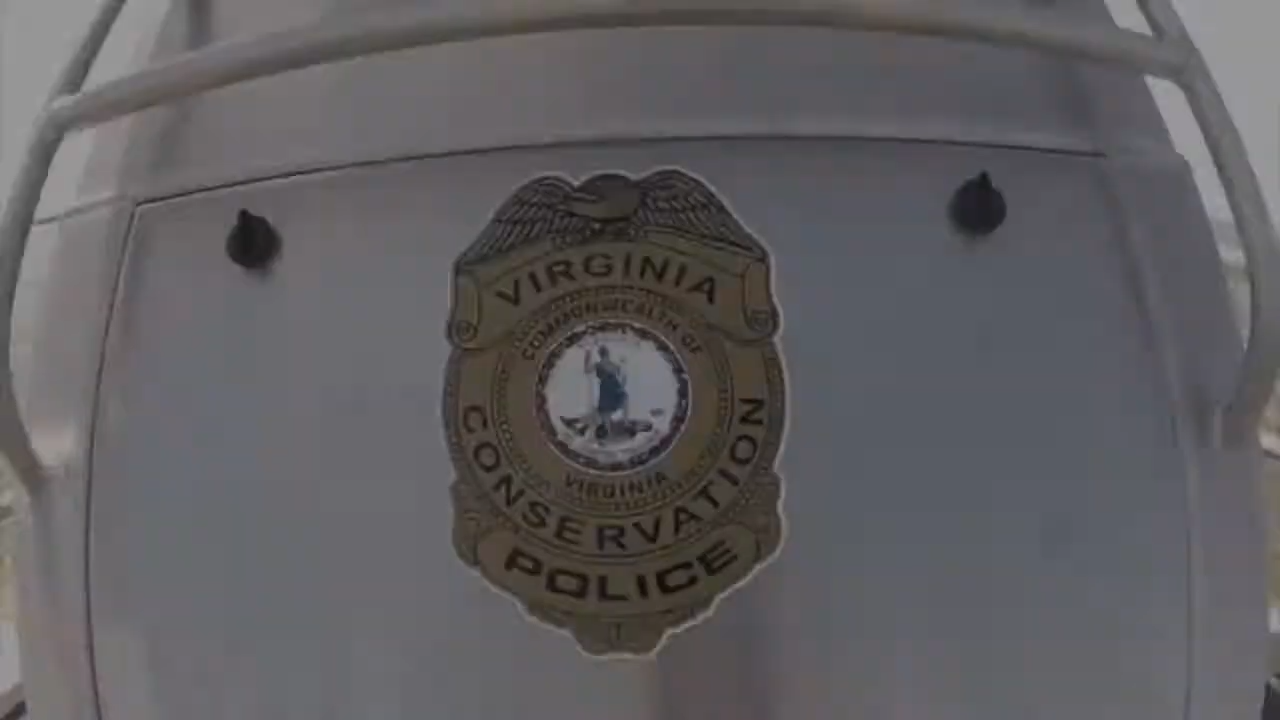 VIRGINIA
COMMONWEALTH OF
VIRGINIA
CONSERVATION
POLICE